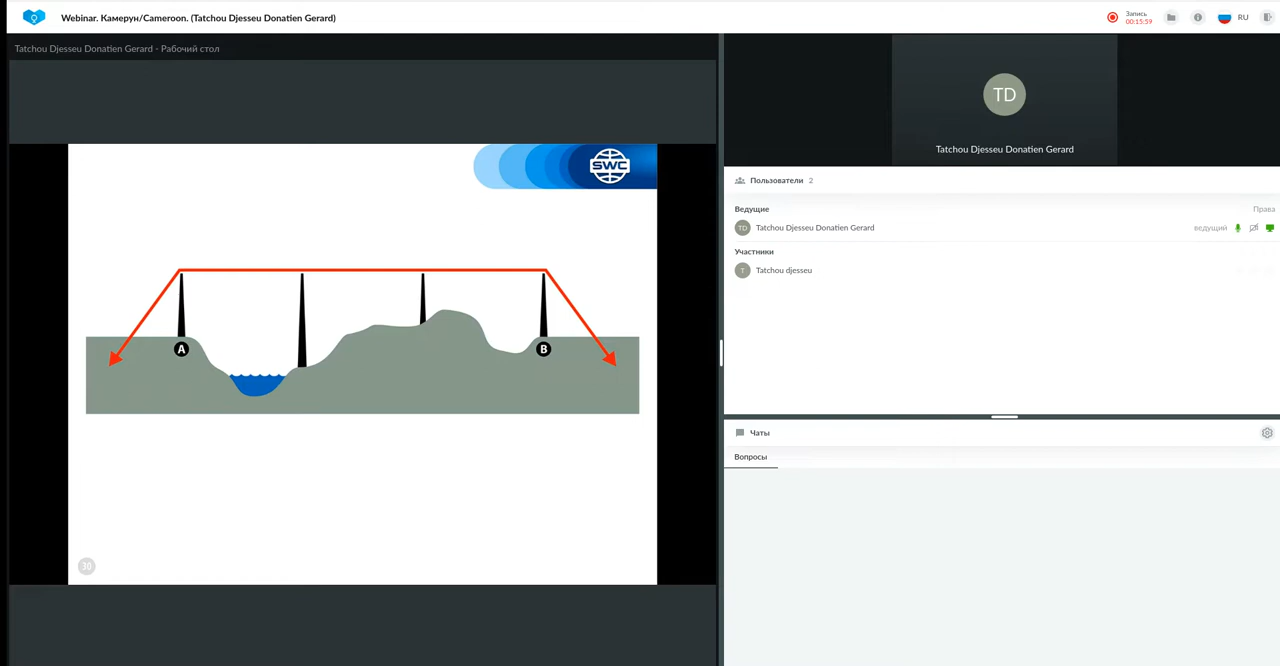 Webinar. Камерун/Cameroon. (Tatchou Djesseu Donatien Gerard)
Запись
00:15:59
RU
Tatchou Djesseu Donatien Gerard - Рабочий стол
SWC
A
B
30
TD
Tatchou Djesseu Donatien Gerard
Пользователи 2
Ведущие Права
TD Tatchou Djesseu Donatien Gerard ведущий
Участники
T Tatchou djesseu
Чаты
Вопросы